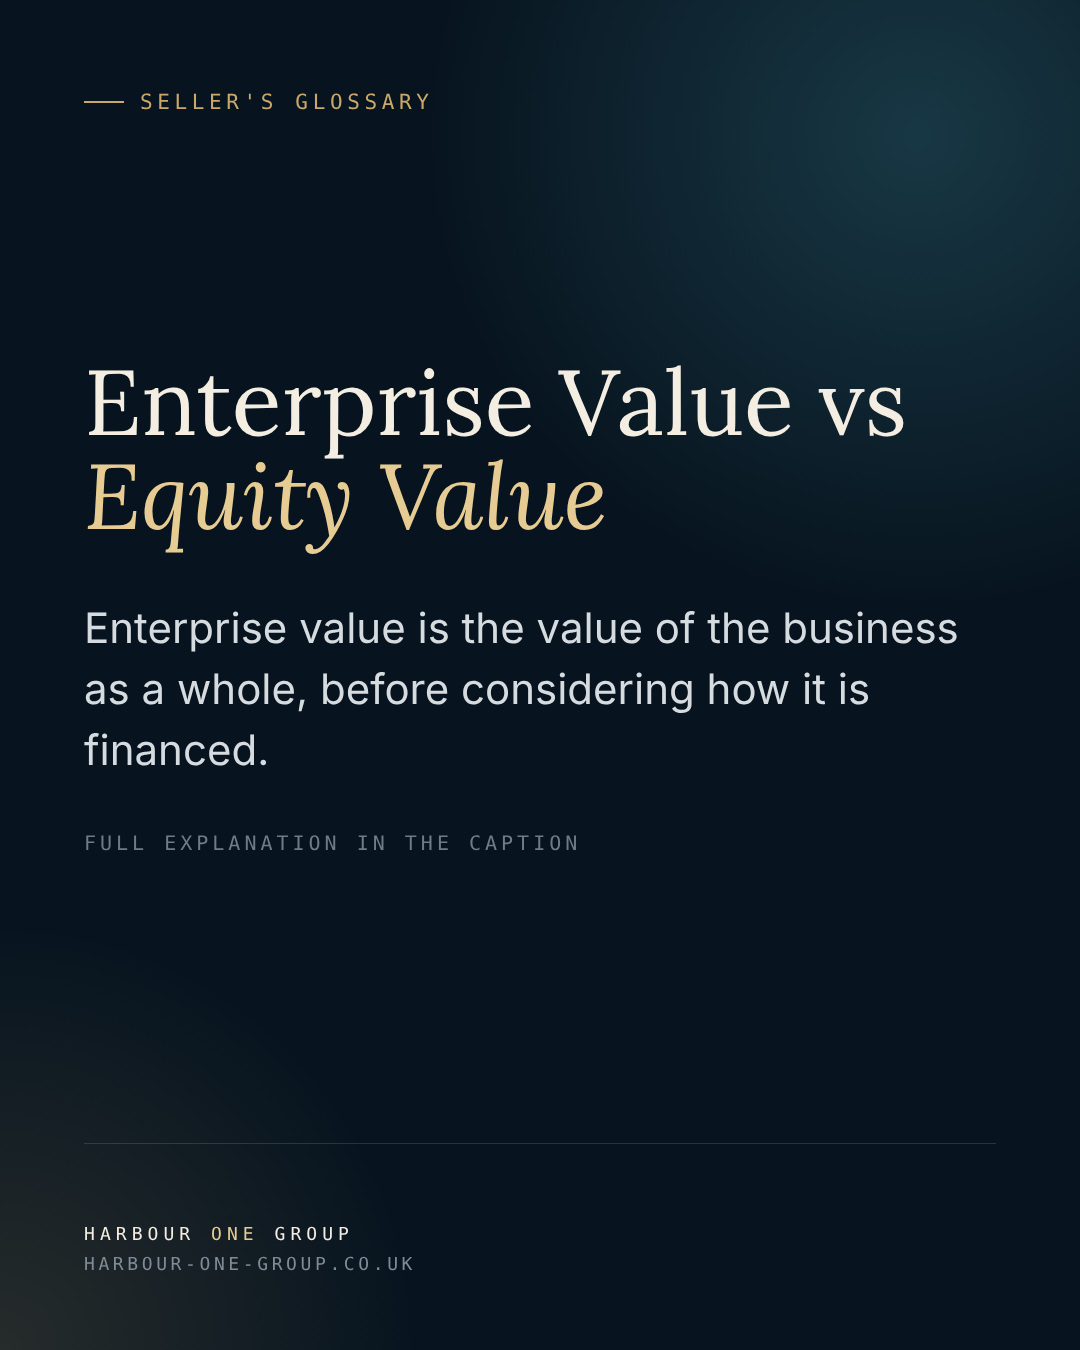 SELLER'S GLOSSARY
Enterprise Value vs
Equity Value
Enterprise value is the value of the business
as a whole, before considering how it is
financed.
FULL EXPLANATION IN THE CAPTION
HARBOUR ONE GROUP
HARBOUR-ONE-GROUP.CO.UK